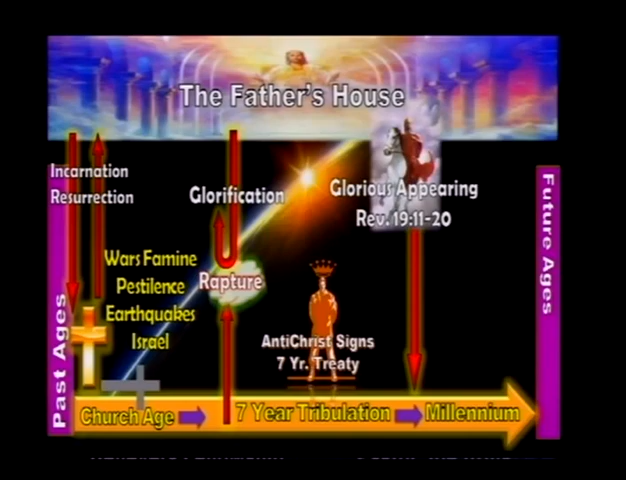 The Father's House
Incarnation
Resurrection
Glorification
Glorious Appearing
Rev. 19:11-20
Wars Famine
Pestilence
Earthquakes
Israel
Rapture
AntiChrist Signs
7 Yr. Treaty
Past Ages
Future Ages
Church Age
7 Year Tribulation
Millennium